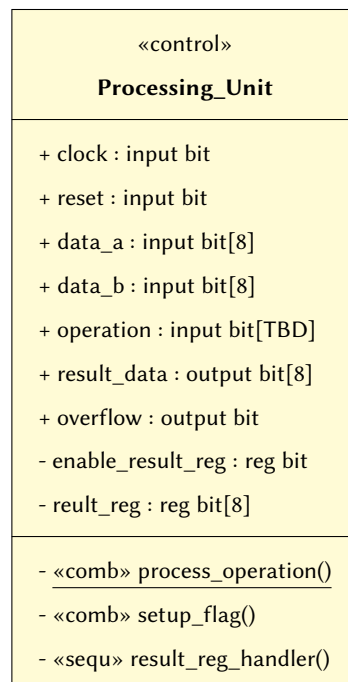 «control»
Processing_Unit
+ clock : input bit
+ reset : input bit
+ data_a : input bit[8]
+ data_b : input bit[8]
+ operation : input bit[TBD]
+ result_data : output bit[8]
+ overflow : output bit
- enable_result_reg : reg bit
- reult_reg : reg bit[8]
- «comb» process_operation()
- «comb» setup_flag()
- «sequ» result_reg_handler()